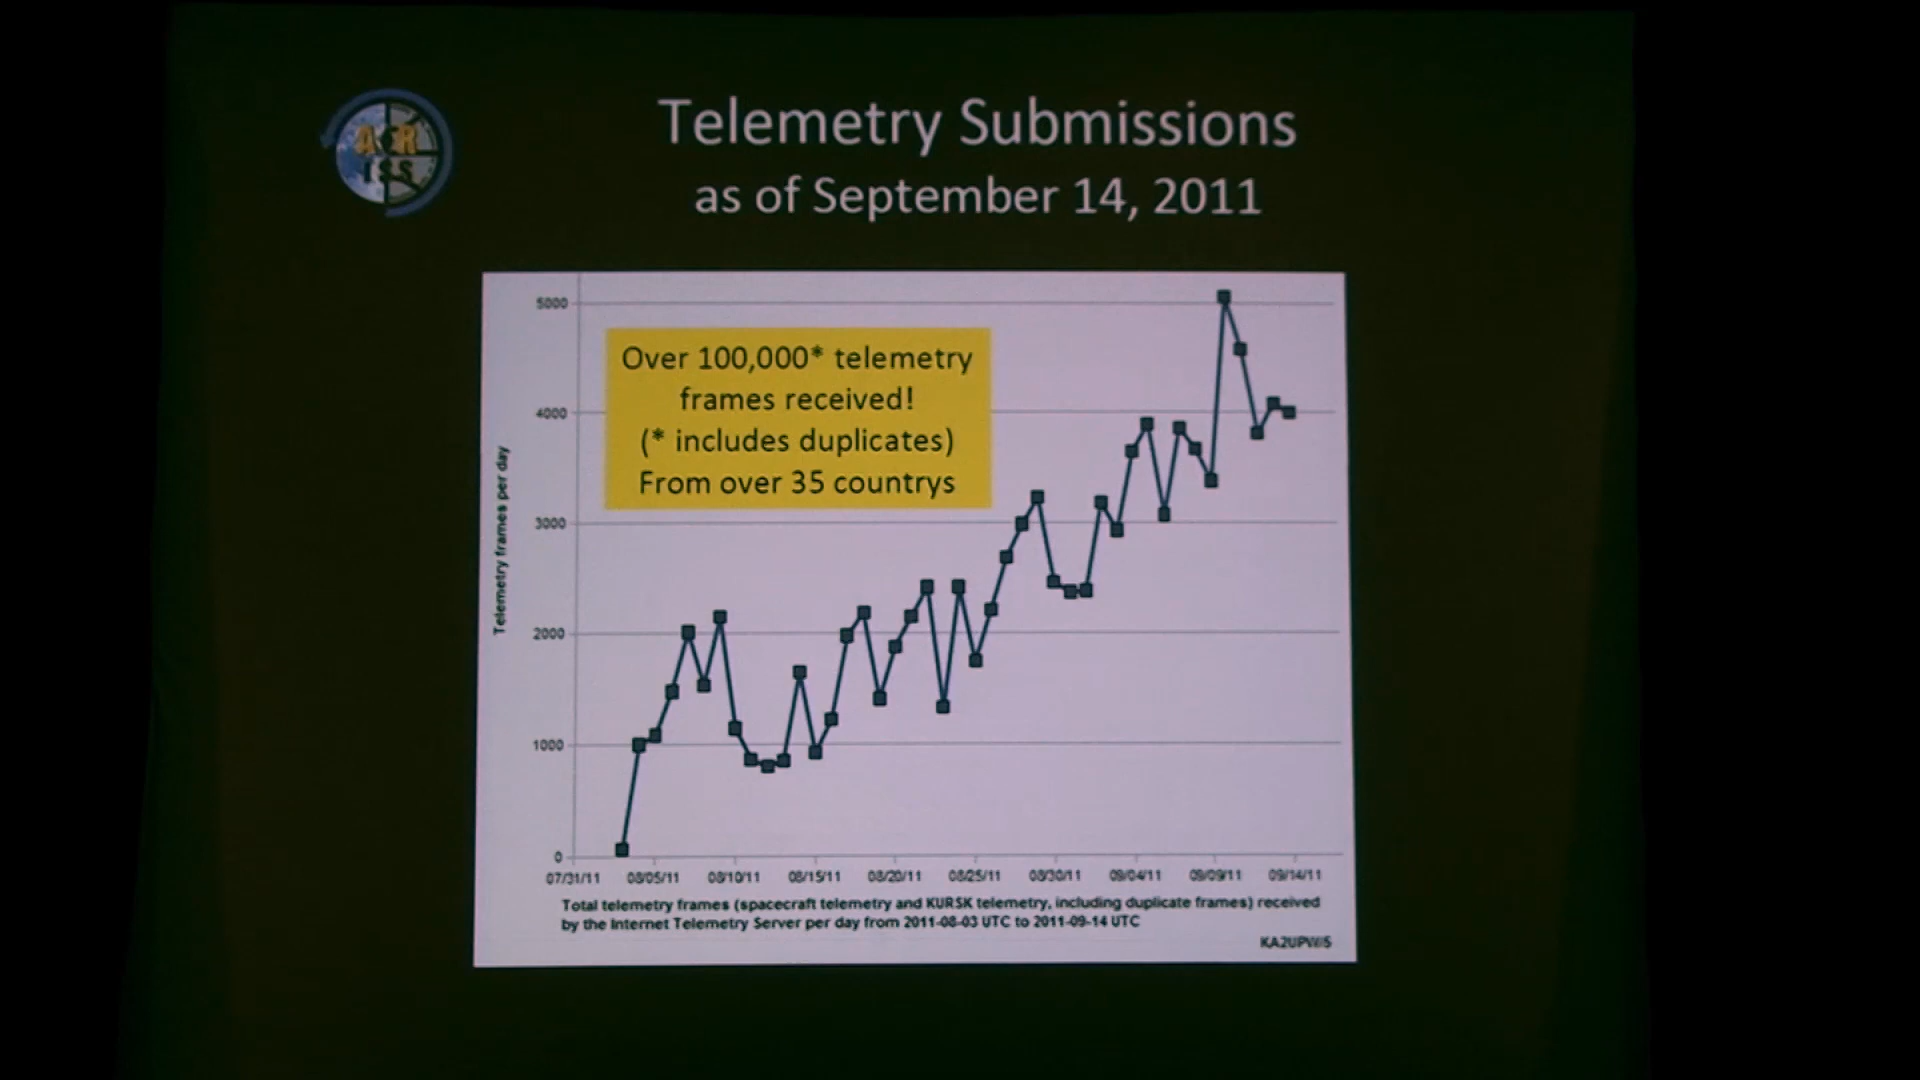 ISS
Telemetry Submissions
as of September 14, 2011
5000
4000
3000
2000
1000
0
Telemetry frames per day
Over 100,000* telemetry
frames received!
(* includes duplicates)
From over 35 countrys
07/31/11 08/05/11 08/10/11 08/15/11 08/20/11 08/25/11 08/30/11 09/04/11 09/09/11 09/14/11
Total telemetry frames (spacecraft telemetry and KURSK telemetry, including duplicate frames) received
by the Internet Telemetry Server per day from 2011-08-03 UTC to 2011-09-14 UTC